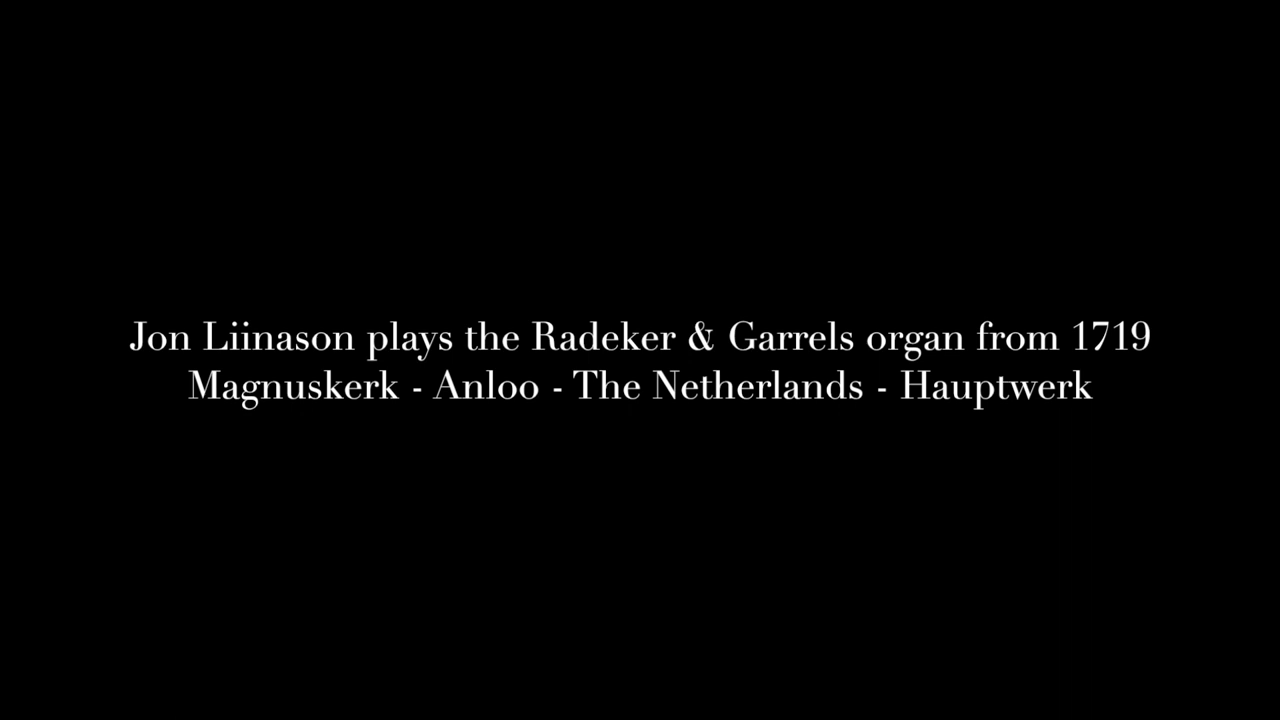 Jon Liinason plays the Radeker & Garrels organ from 1719
Magnuskerk - Anloo - The Netherlands - Hauptwerk